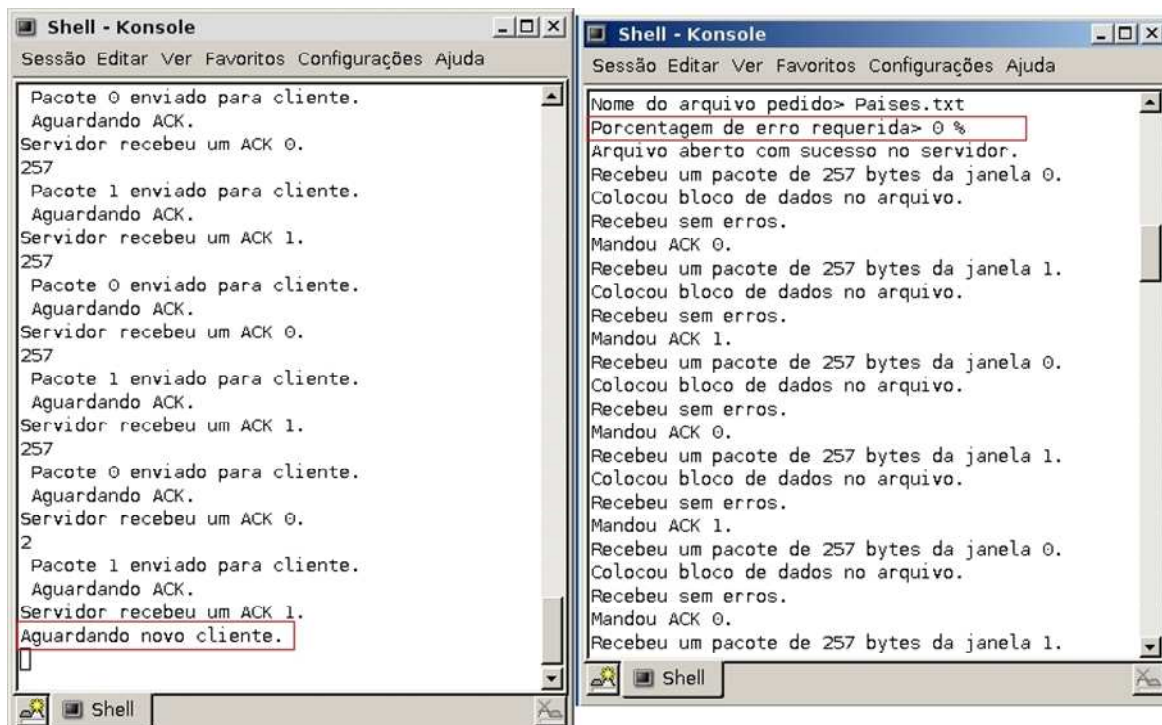 Shell - Konsole
Sessão Editar Ver Favoritos Configurações Ajuda
Pacote 0 enviado para cliente.
Aguardando ACK.
Servidor recebeu um ACK 0.
257
Pacote 1 enviado para cliente.
Aguardando ACK.
Servidor recebeu um ACK 1.
257
Pacote 0 enviado para cliente.
Aguardando ACK.
Servidor recebeu um ACK 0.
257
Pacote 1 enviado para cliente.
Aguardando ACK.
Servidor recebeu um ACK 1.
257
Pacote 0 enviado para cliente.
Aguardando ACK.
Servidor recebeu um ACK 0.
2
Pacote 1 enviado para cliente.
Aguardando ACK.
Servidor recebeu um ACK 1.
Aguardando novo cliente.
Shell
Shell - Konsole
Sessão Editar Ver Favoritos Configurações Ajuda
Nome do arquivo pedido> Paises.txt
Porcentagem de erro requerida> 0 %
Arquivo aberto com sucesso no servidor.
Recebeu um pacote de 257 bytes da janela 0.
Colocou bloco de dados no arquivo.
Recebeu sem erros.
Mandou ACK 0.
Recebeu um pacote de 257 bytes da janela 1.
Colocou bloco de dados no arquivo.
Recebeu sem erros.
Mandou ACK 1.
Recebeu um pacote de 257 bytes da janela 0.
Colocou bloco de dados no arquivo.
Recebeu sem erros.
Mandou ACK 0.
Recebeu um pacote de 257 bytes da janela 1.
Colocou bloco de dados no arquivo.
Recebeu sem erros.
Mandou ACK 1.
Recebeu um pacote de 257 bytes da janela 0.
Colocou bloco de dados no arquivo.
Recebeu sem erros.
Mandou ACK 0.
Recebeu um pacote de 257 bytes da janela 1.
Shell